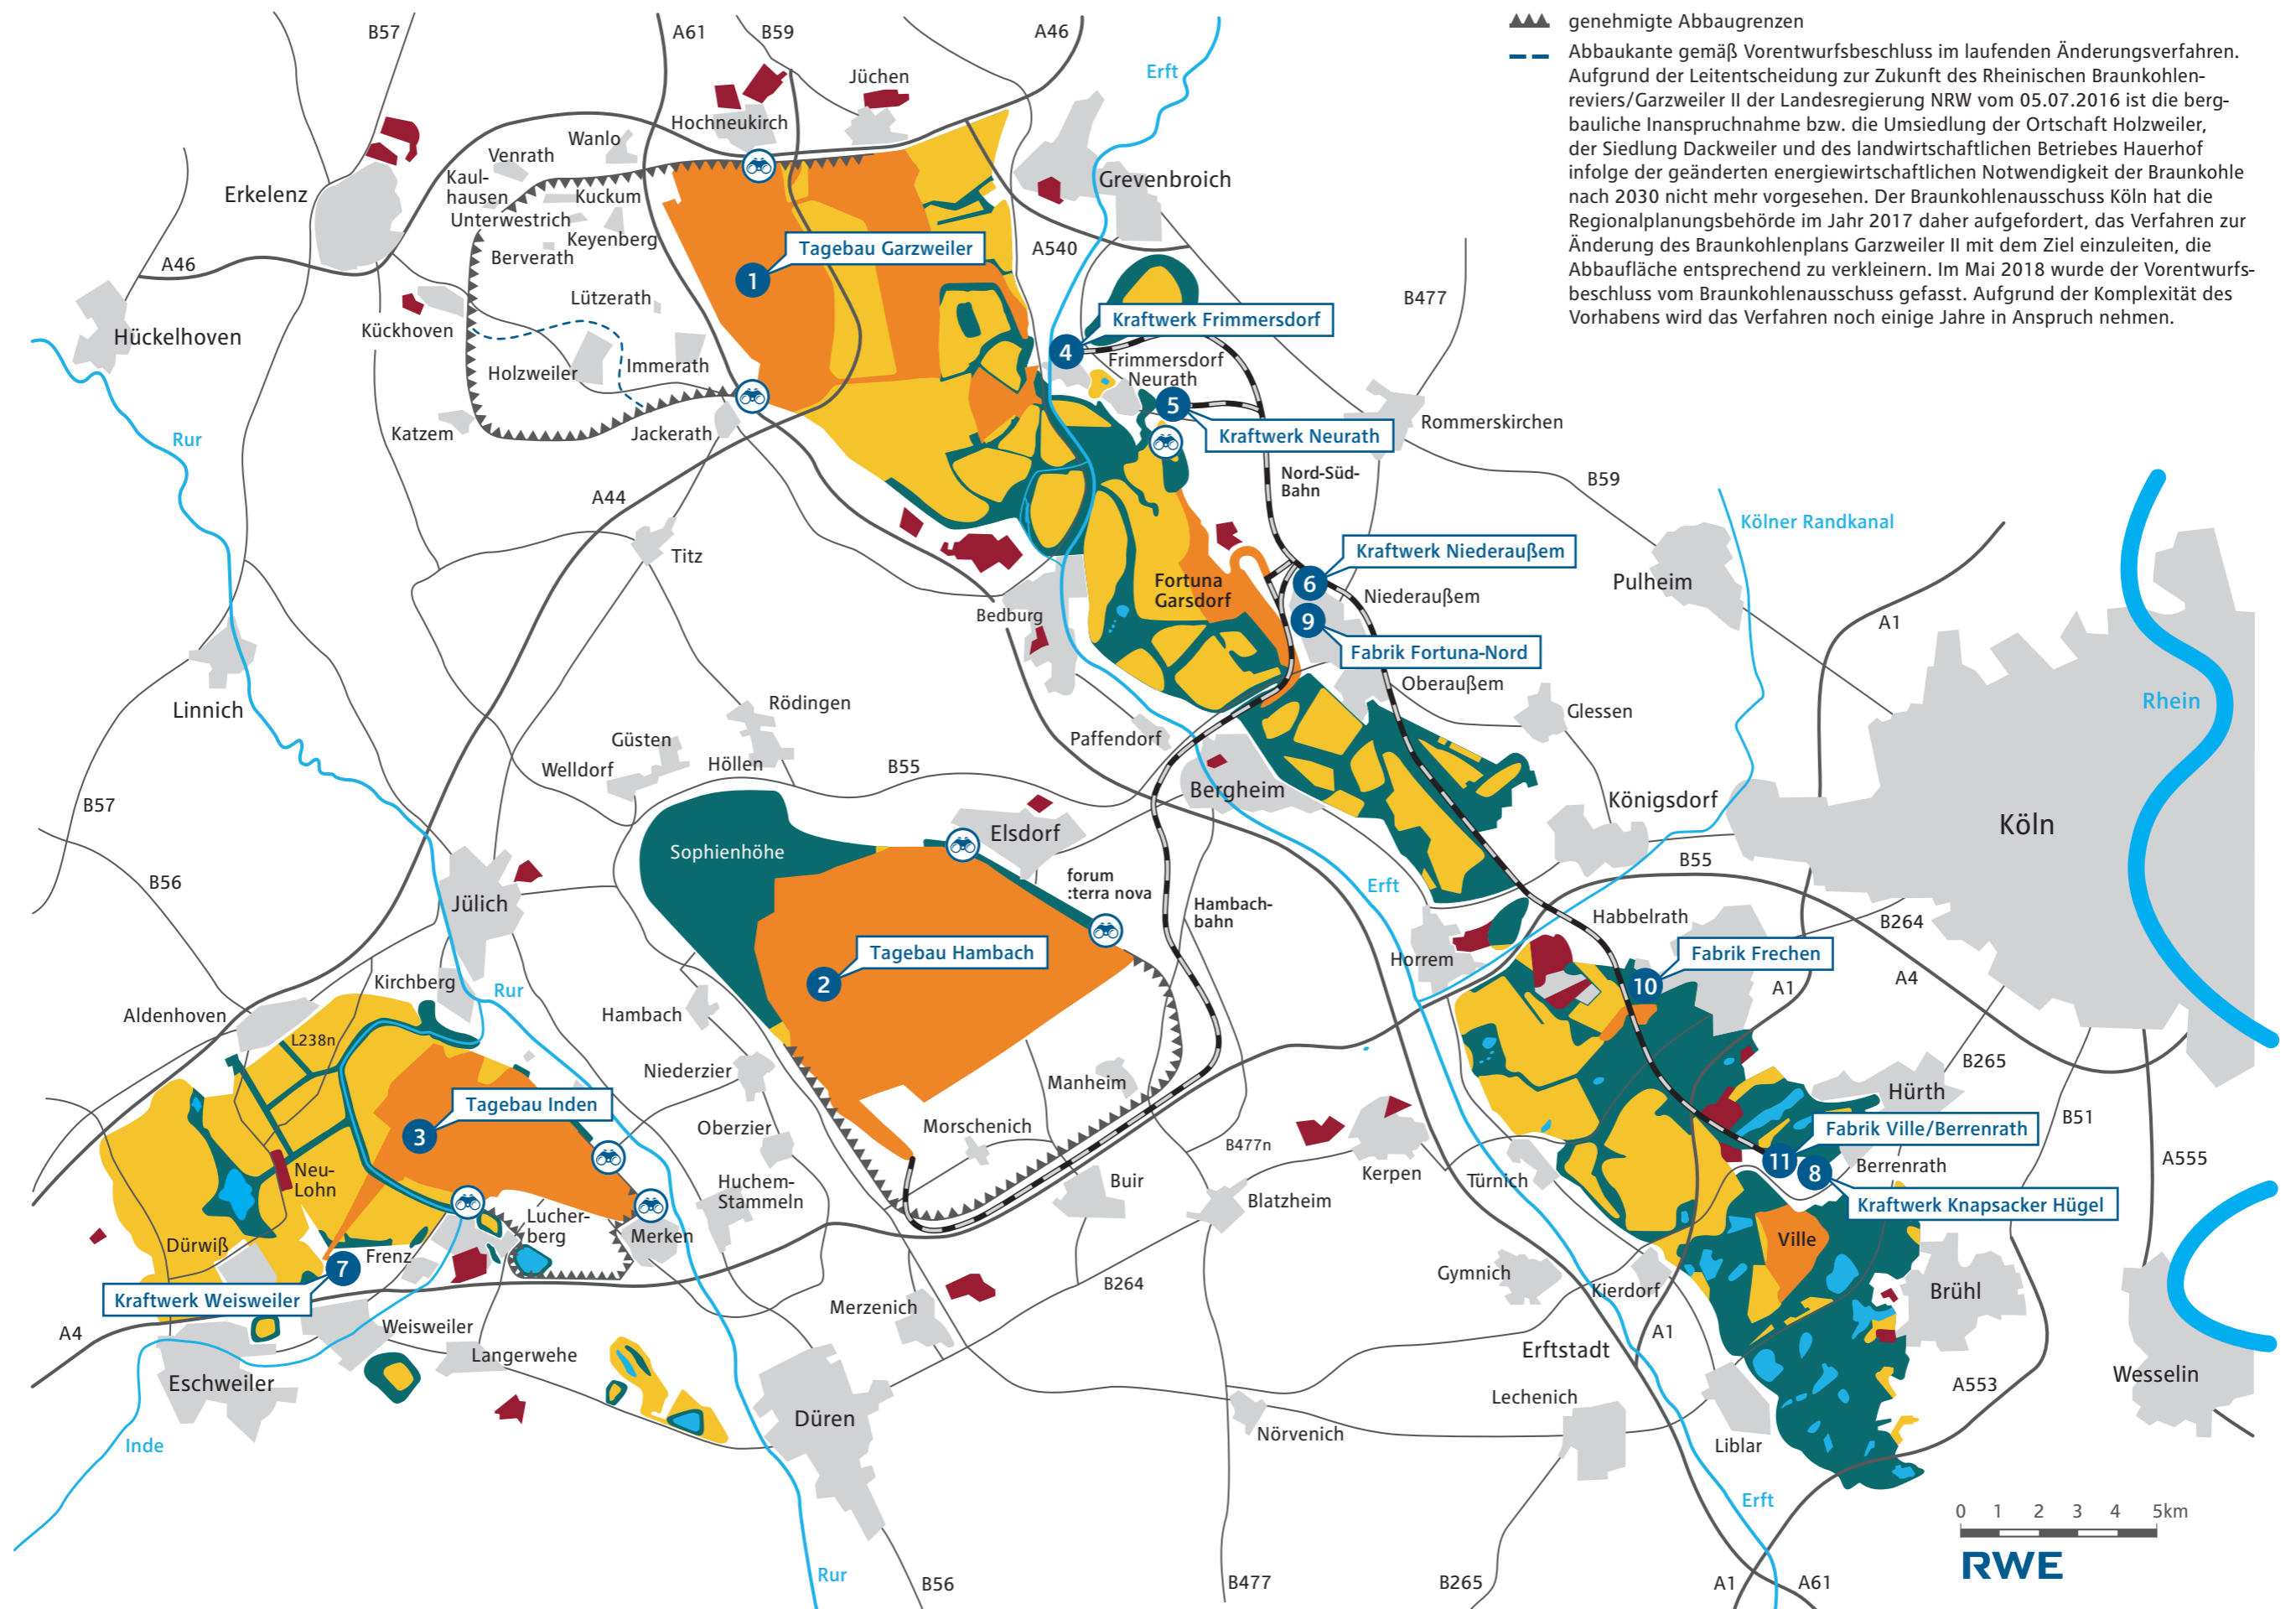 genehmigte Abbaugrenzen
Abbaukante gemäß Vorentwurfsbeschluss im laufenden Änderungsverfahren.
Aufgrund der Leitentscheidung zur Zukunft des Rheinischen Braunkohlen-
reviers/Garzweiler II der Landesregierung NRW vom 05.07.2016 ist die berg-
bauliche Inanspruchnahme bzw. die Umsiedlung der Ortschaft Holzweiler,
der Siedlung Dackweiler und des landwirtschaftlichen Betriebes Hauerhof
infolge der geänderten energiewirtschaftlichen Notwendigkeit der Braunkohle
nach 2030 nicht mehr vorgesehen. Der Braunkohlenausschuss Köln hat die
Regionalplanungsbehörde im Jahr 2017 daher aufgefordert, das Verfahren zur
Änderung des Braunkohlenplans Garzweiler II mit dem Ziel einzuleiten, die
Abbaufläche entsprechend zu verkleinern. Im Mai 2018 wurde der Vorentwurfs-
beschluss vom Braunkohlenausschuss gefasst. Aufgrund der Komplexität des
Vorhabens wird das Verfahren noch einige Jahre in Anspruch nehmen.
B57
A61
B59
A46
Erft
Jüchen
Hochneukirch
Wanlo
Venrath
Kaul-
hausen
Kuckum
Unterwestrich
Keyenberg
Berverath
Erkelenz
Grevenbroich
A46
A540
Tagebau Garzweiler
1
Lützerath
B477
Kückhoven
Hückelhoven
Kraftwerk Frimmersdorf
4
Frimmersdorf
Neurath
Immerath
Holzweiler
5
Kraftwerk Neurath
Rommerskirchen
Katzem
Jackerath
Rur
Nord-Süd-
Bahn
B59
A44
Kölner Randkanal
Titz
Kraftwerk Niederaußem
6
Niederaußem
Pulheim
Fortuna
Garsdorf
Bedburg
9
Fabrik Fortuna-Nord
A1
Oberaußem
Linnich
Rödingen
Glessen
Rhein
Güsten
Paffendorf
Welldorf
Höllen
B55
Bergheim
Königsdorf
B57
Elsdorf
Köln
Sophienhöhe
B55
B56
forum
:terra nova
Erft
Jülich
Hambach-
bahn
Habbelrath
B264
Tagebau Hambach
2
Horrem
Fabrik Frechen
10
A4
A1
Kirchberg
Rur
Aldenhoven
Hambach
L238n
Niederzier
Manheim
B265
Hürth
Tagebau Inden
3
Oberzier
Morschenich
B477n
B51
Fabrik Ville/Berrenrath
11
8
Berrenrath
A555
Neu-
Lohn
Huchem-
Stammeln
Buir
Kerpen
Türnich
Blatzheim
Kraftwerk Knapsacker Hügel
Lucher-
berg
Merken
Dürwiß
Frenz
7
Kraftwerk Weisweiler
Ville
B264
Gymnich
Kierdorf
Brühl
Merzenich
A4
Weisweiler
A1
Langerwehe
Erftstadt
Eschweiler
Wesselin
A553
Lechenich
Düren
Nörvenich
Inde
Liblar
Erft
0 1 2 3 4 5km
RWE
Rur
B56
B477
B265
A1
A61